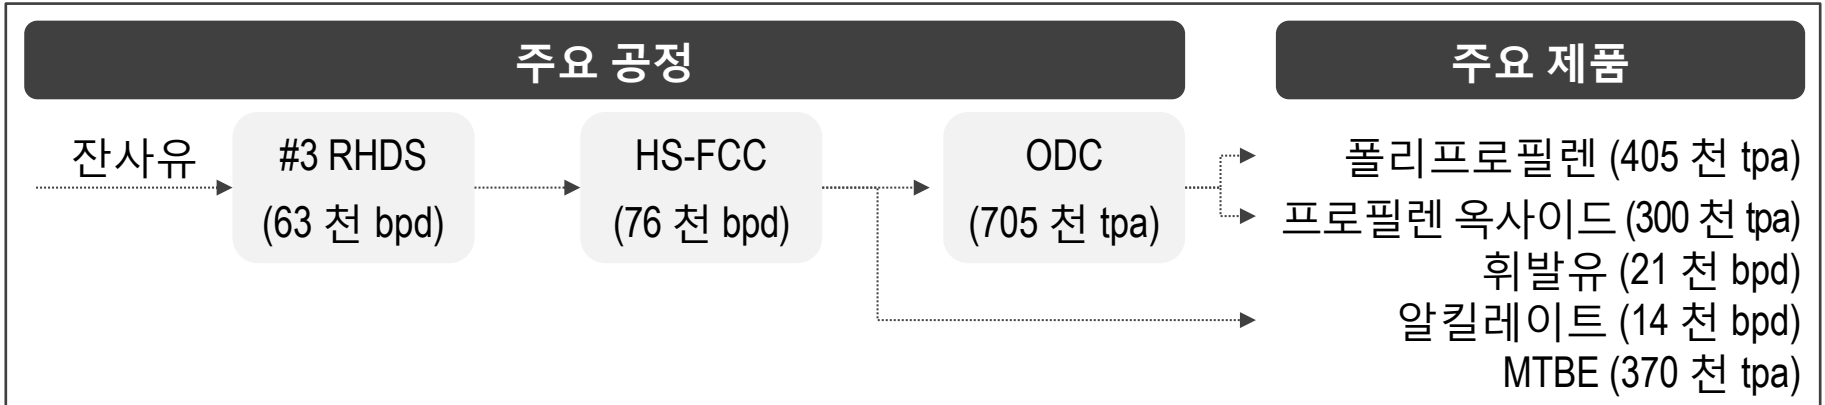 주요 공정
주요 제품
잔사유
#3 RHDS
(63 천 bpd)
HS-FCC
(76 천 bpd)
ODC
(705 천 tpa)
폴리프로필렌 (405 천 tpa)
프로필렌 옥사이드 (300 천 tpa)
휘발유 (21 천 bpd)
알킬레이트 (14 천 bpd)
MTBE (370 천 tpa)